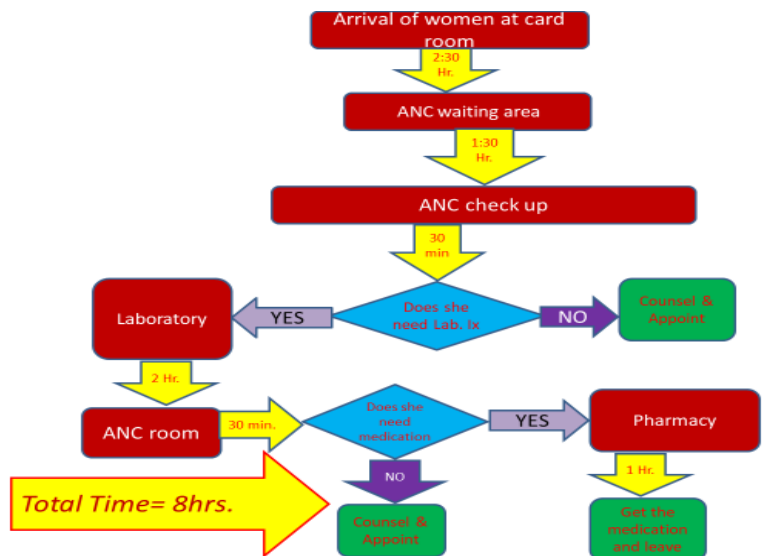 Arrival of women at card
room
2:30
Hr.
ANC waiting area
1:30
Hr.
ANC check up
30
min
Does she
need Lab. Ix
YES
Laboratory
NO
Counsel &
Appoint
2 Hr.
ANC room
30 min.
Does she
need
medication
YES
Pharmacy
NO
Counsel &
Appoint
1 Hr.
Get the
medication
and leave
Total Time= 8hrs.